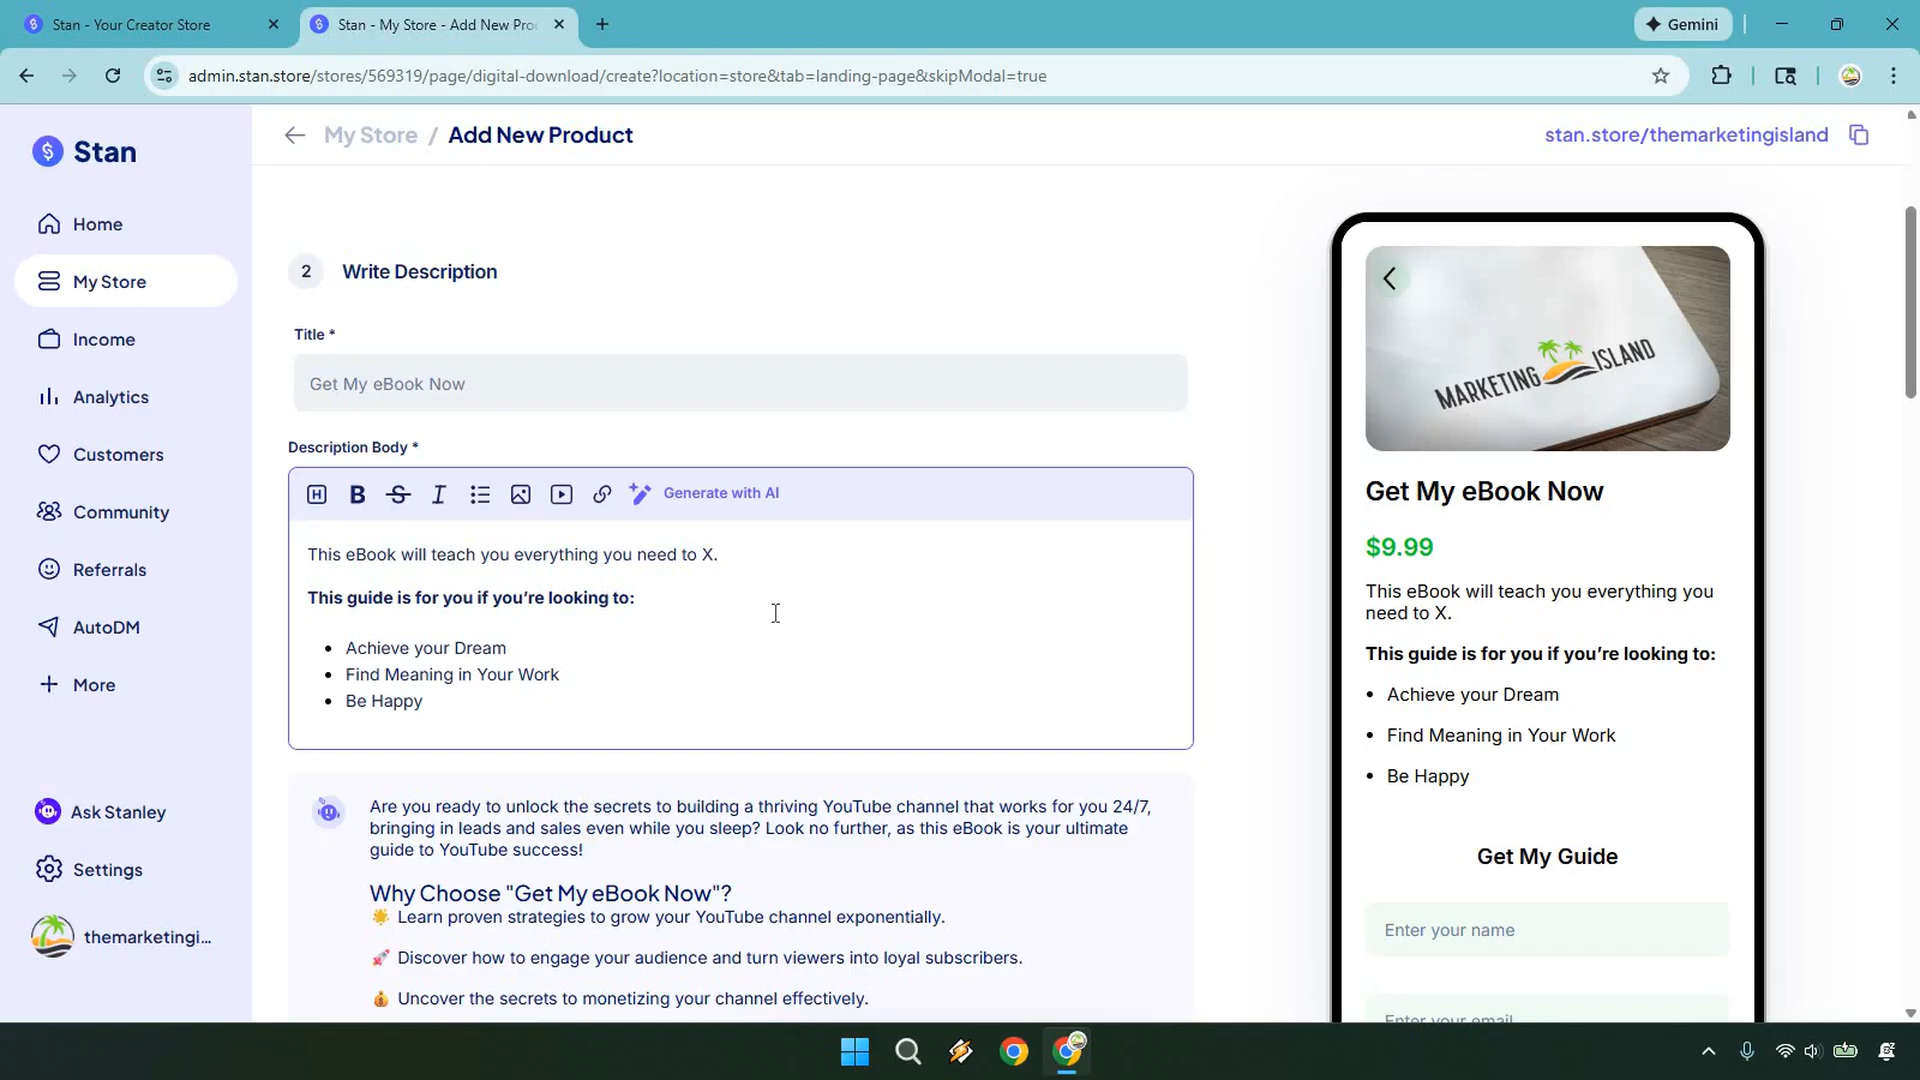 Stan - Your Creator Store
Stan - My Store - Add New Pro
Gemini
admin.stan.store/stores/569319/page/digital-download/create?location=store&tab=landing-page&skipModal=true
Stan
Home
My Store
Income
Analytics
Customers
Community
Referrals
AutoDM
More
Ask Stanley
Settings
themarketingi...
My Store / Add New Product
stan.store/themarketingisland
2 Write Description
Title *
Get My eBook Now
Description Body *
H B S I Generate with AI
This eBook will teach you everything you need to X.
This guide is for you if you’re looking to:
• Achieve your Dream
• Find Meaning in Your Work
• Be Happy
Are you ready to unlock the secrets to building a thriving YouTube channel that works for you 24/7,
bringing in leads and sales even while you sleep? Look no further, as this eBook is your ultimate
guide to YouTube success!
Why Choose "Get My eBook Now"?
🌟 Learn proven strategies to grow your YouTube channel exponentially.
🚀 Discover how to engage your audience and turn viewers into loyal subscribers.
💰 Uncover the secrets to monetizing your channel effectively.
MARKETING ISLAND
Get My eBook Now
$9.99
This eBook will teach you everything you
need to X.
This guide is for you if you’re looking to:
• Achieve your Dream
• Find Meaning in Your Work
• Be Happy
Get My Guide
Enter your name
Enter your email